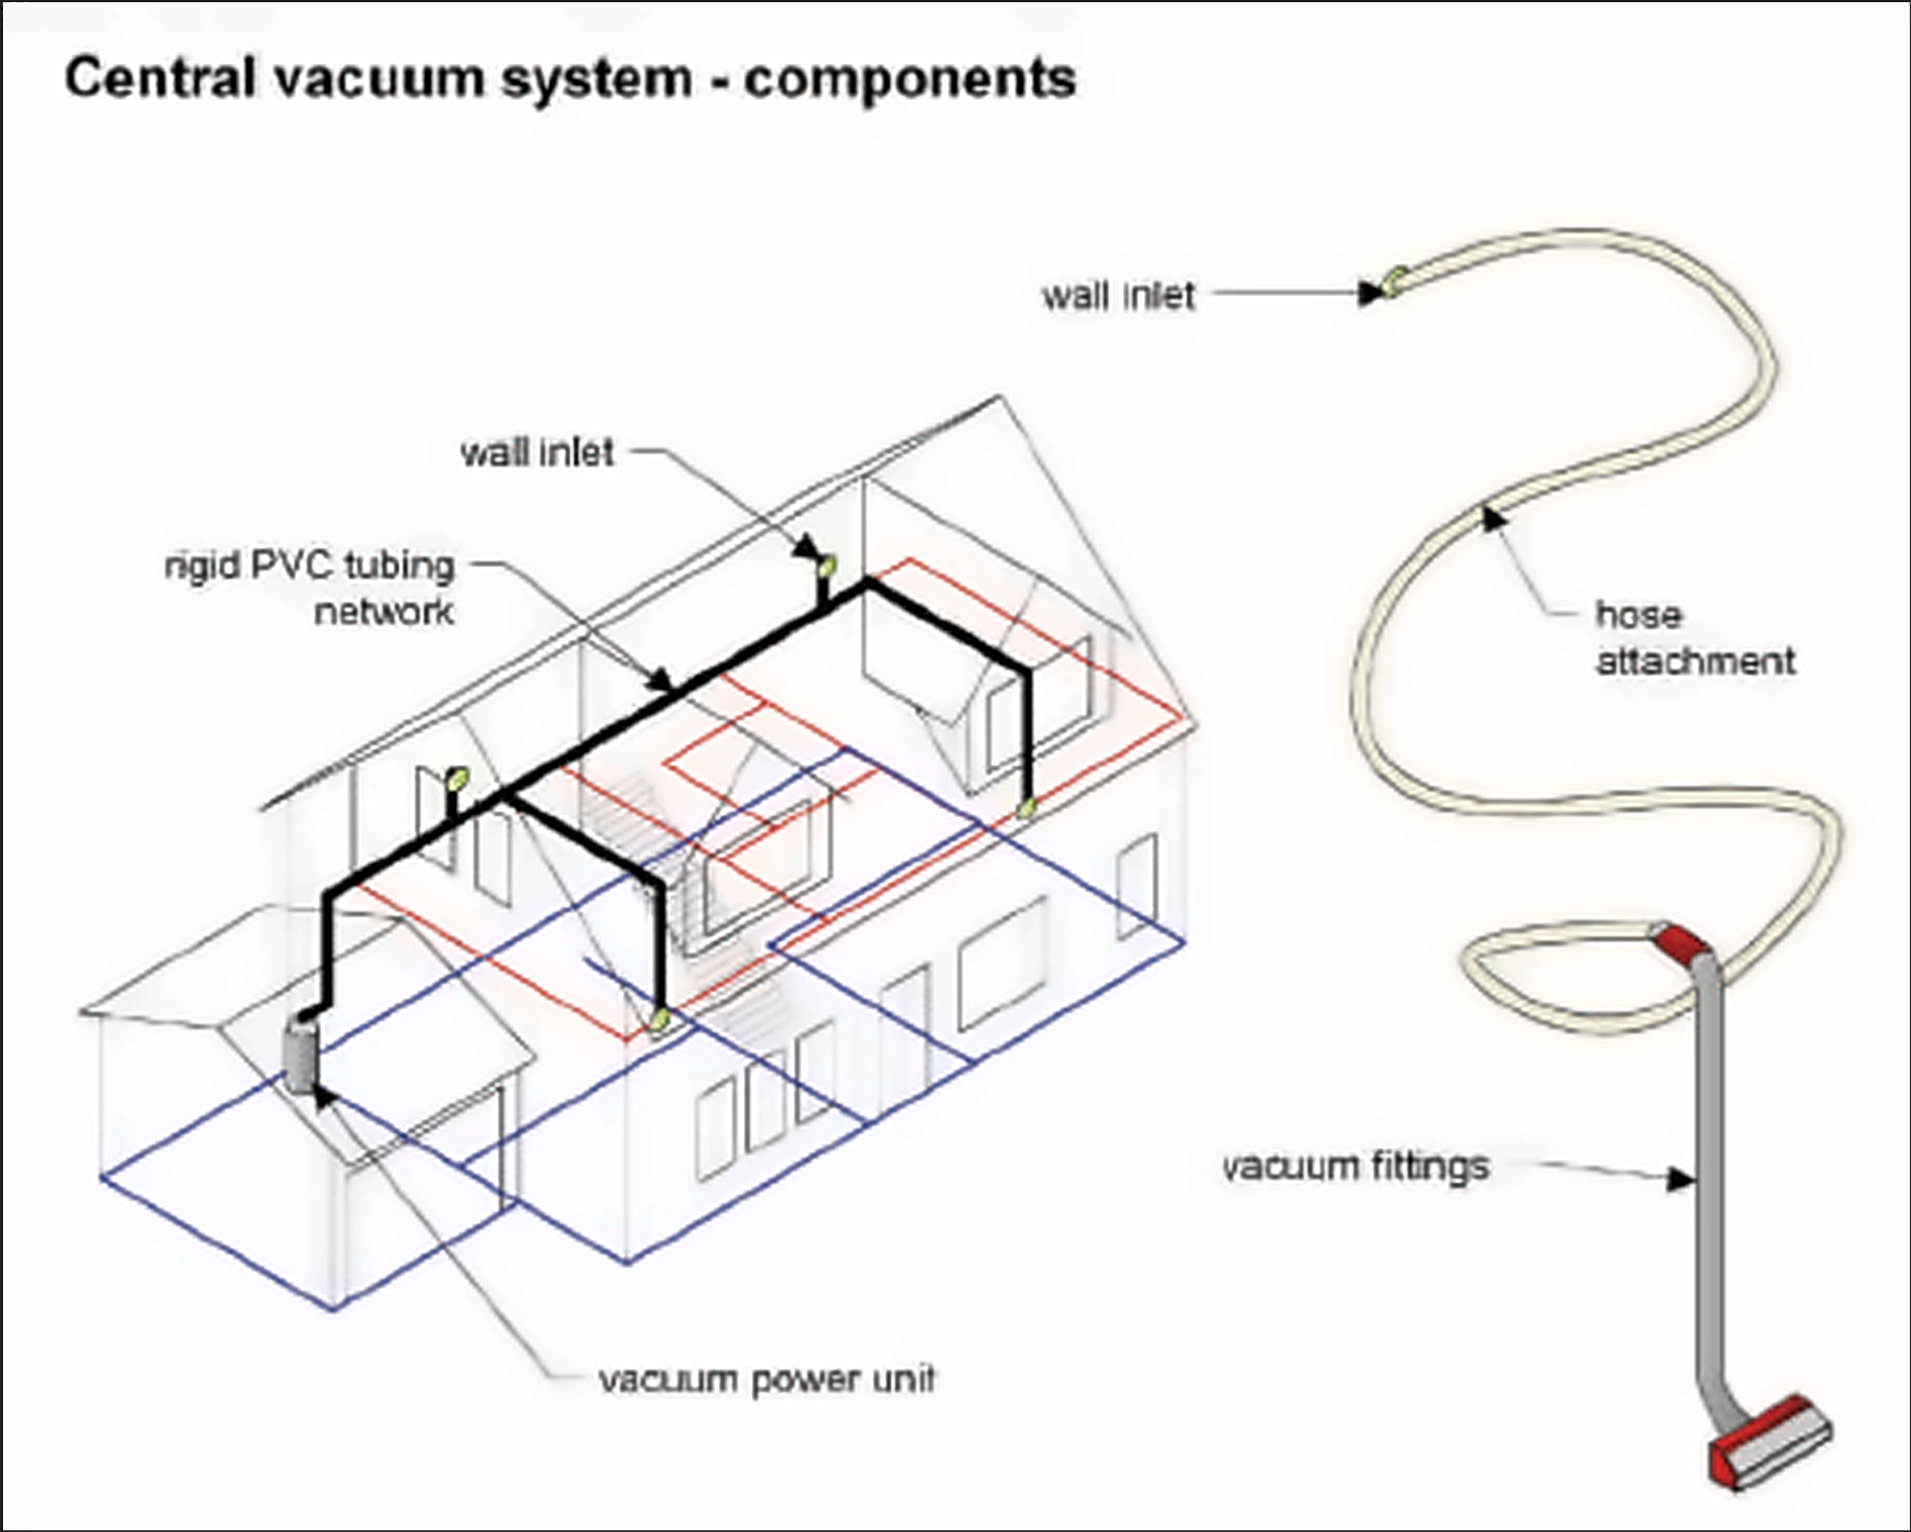 Central vacuum system - components
wall inlet
wall inlet
rigid PVC tubing
network
hose
attachment
vacuum fittings
vacuum power unit